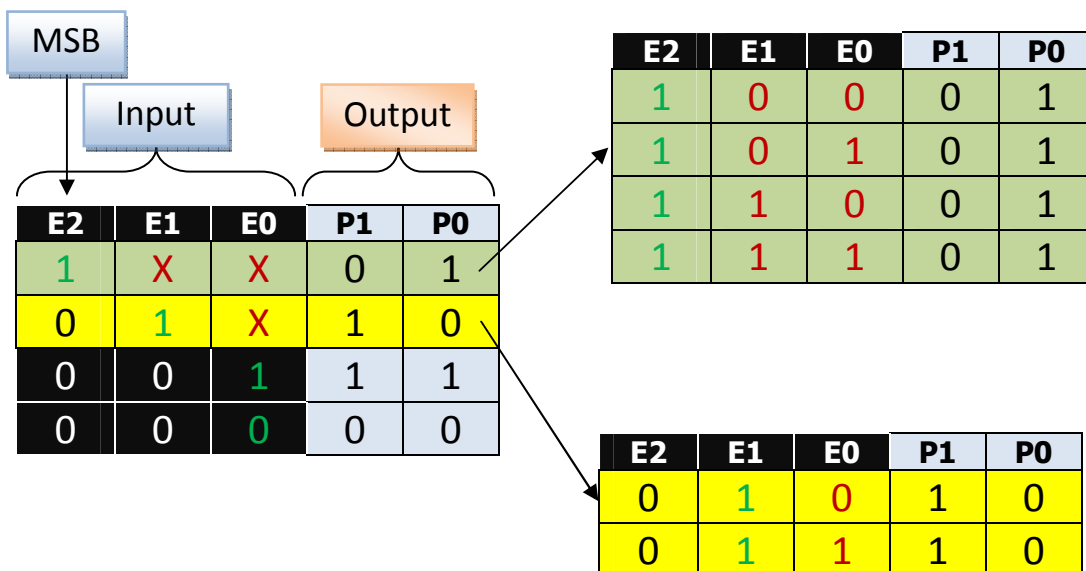 MSB
Input
Output
E2 E1 E0 P1 P0
1 X X 0 1
0 1 X 1 0
0 0 1 1 1
0 0 0 0 0
E2 E1 E0 P1 P0
1 0 0 0 1
1 0 1 0 1
1 1 0 0 1
1 1 1 0 1
E2 E1 E0 P1 P0
0 1 0 1 0
0 1 1 1 0